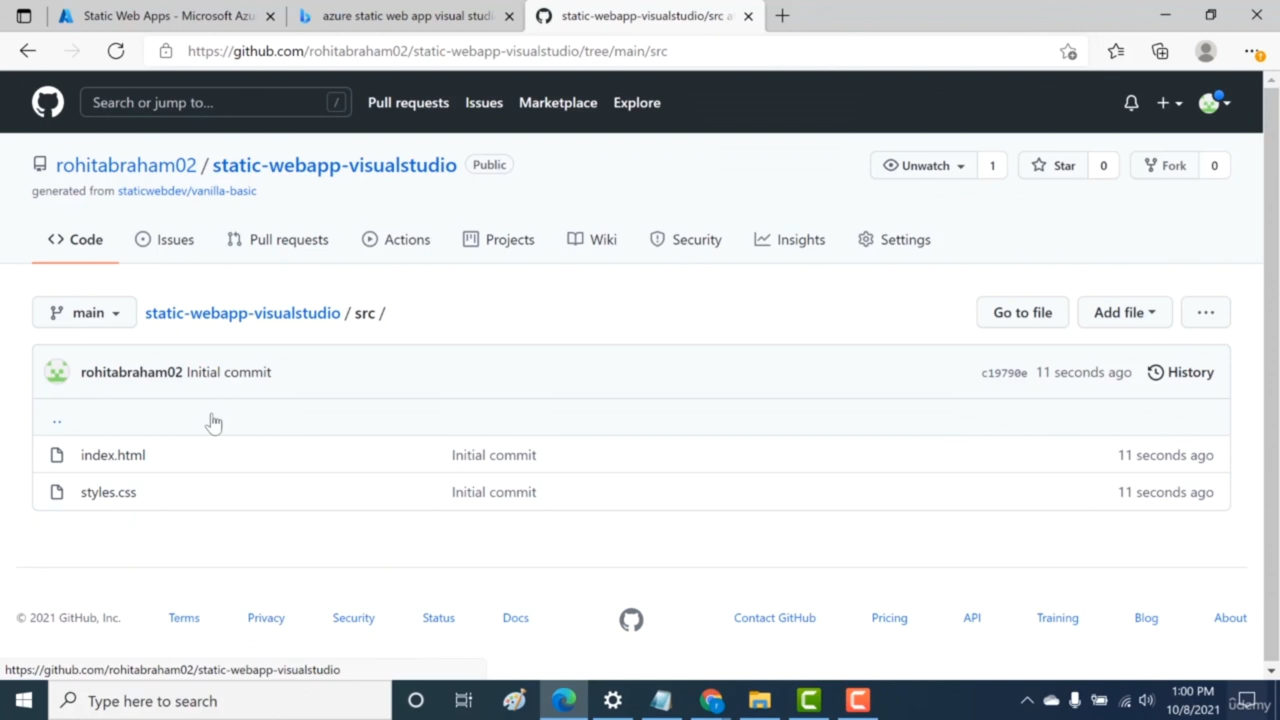 Static Web Apps - Microsoft Azu
azure static web app visual studi
static-webapp-visualstudio/src a
https://github.com/rohitabraham02/static-webapp-visualstudio/tree/main/src
Search or jump to...
/
Pull requests
Issues
Marketplace
Explore
rohitabraham02 / static-webapp-visualstudio
Public
Unwatch
1
Star
0
Fork
0
generated from staticwebdev/vanilla-basic
Code
Issues
Pull requests
Actions
Projects
Wiki
Security
Insights
Settings
main
static-webapp-visualstudio / src /
Go to file
Add file
...
rohitabraham02 Initial commit
c19790e 11 seconds ago
History
..
index.html
Initial commit
11 seconds ago
styles.css
Initial commit
11 seconds ago
© 2021 GitHub, Inc.
Terms
Privacy
Security
Status
Docs
Contact GitHub
Pricing
API
Training
Blog
About
https://github.com/rohitabraham02/static-webapp-visualstudio
Type here to search
1:00 PM
10/8/2021
ûdemy